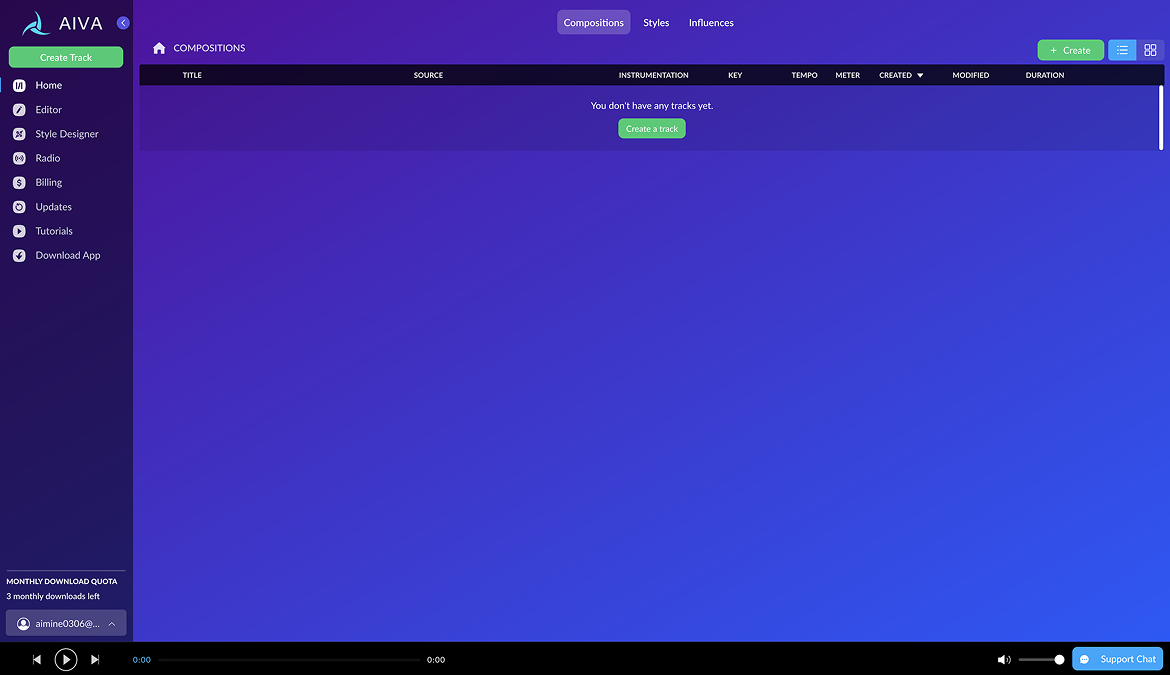 AIVA
Create Track
Home
Editor
Style Designer
Radio
Billing
Updates
Tutorials
Download App
MONTHLY DOWNLOAD QUOTA
3 monthly downloads left
aimine0306@...
Compositions Styles Influences
COMPOSITIONS
+ Create
TITLE SOURCE INSTRUMENTATION KEY TEMPO METER CREATED ▼ MODIFIED DURATION
You don't have any tracks yet.
Create a track
0:00 0:00
Support Chat